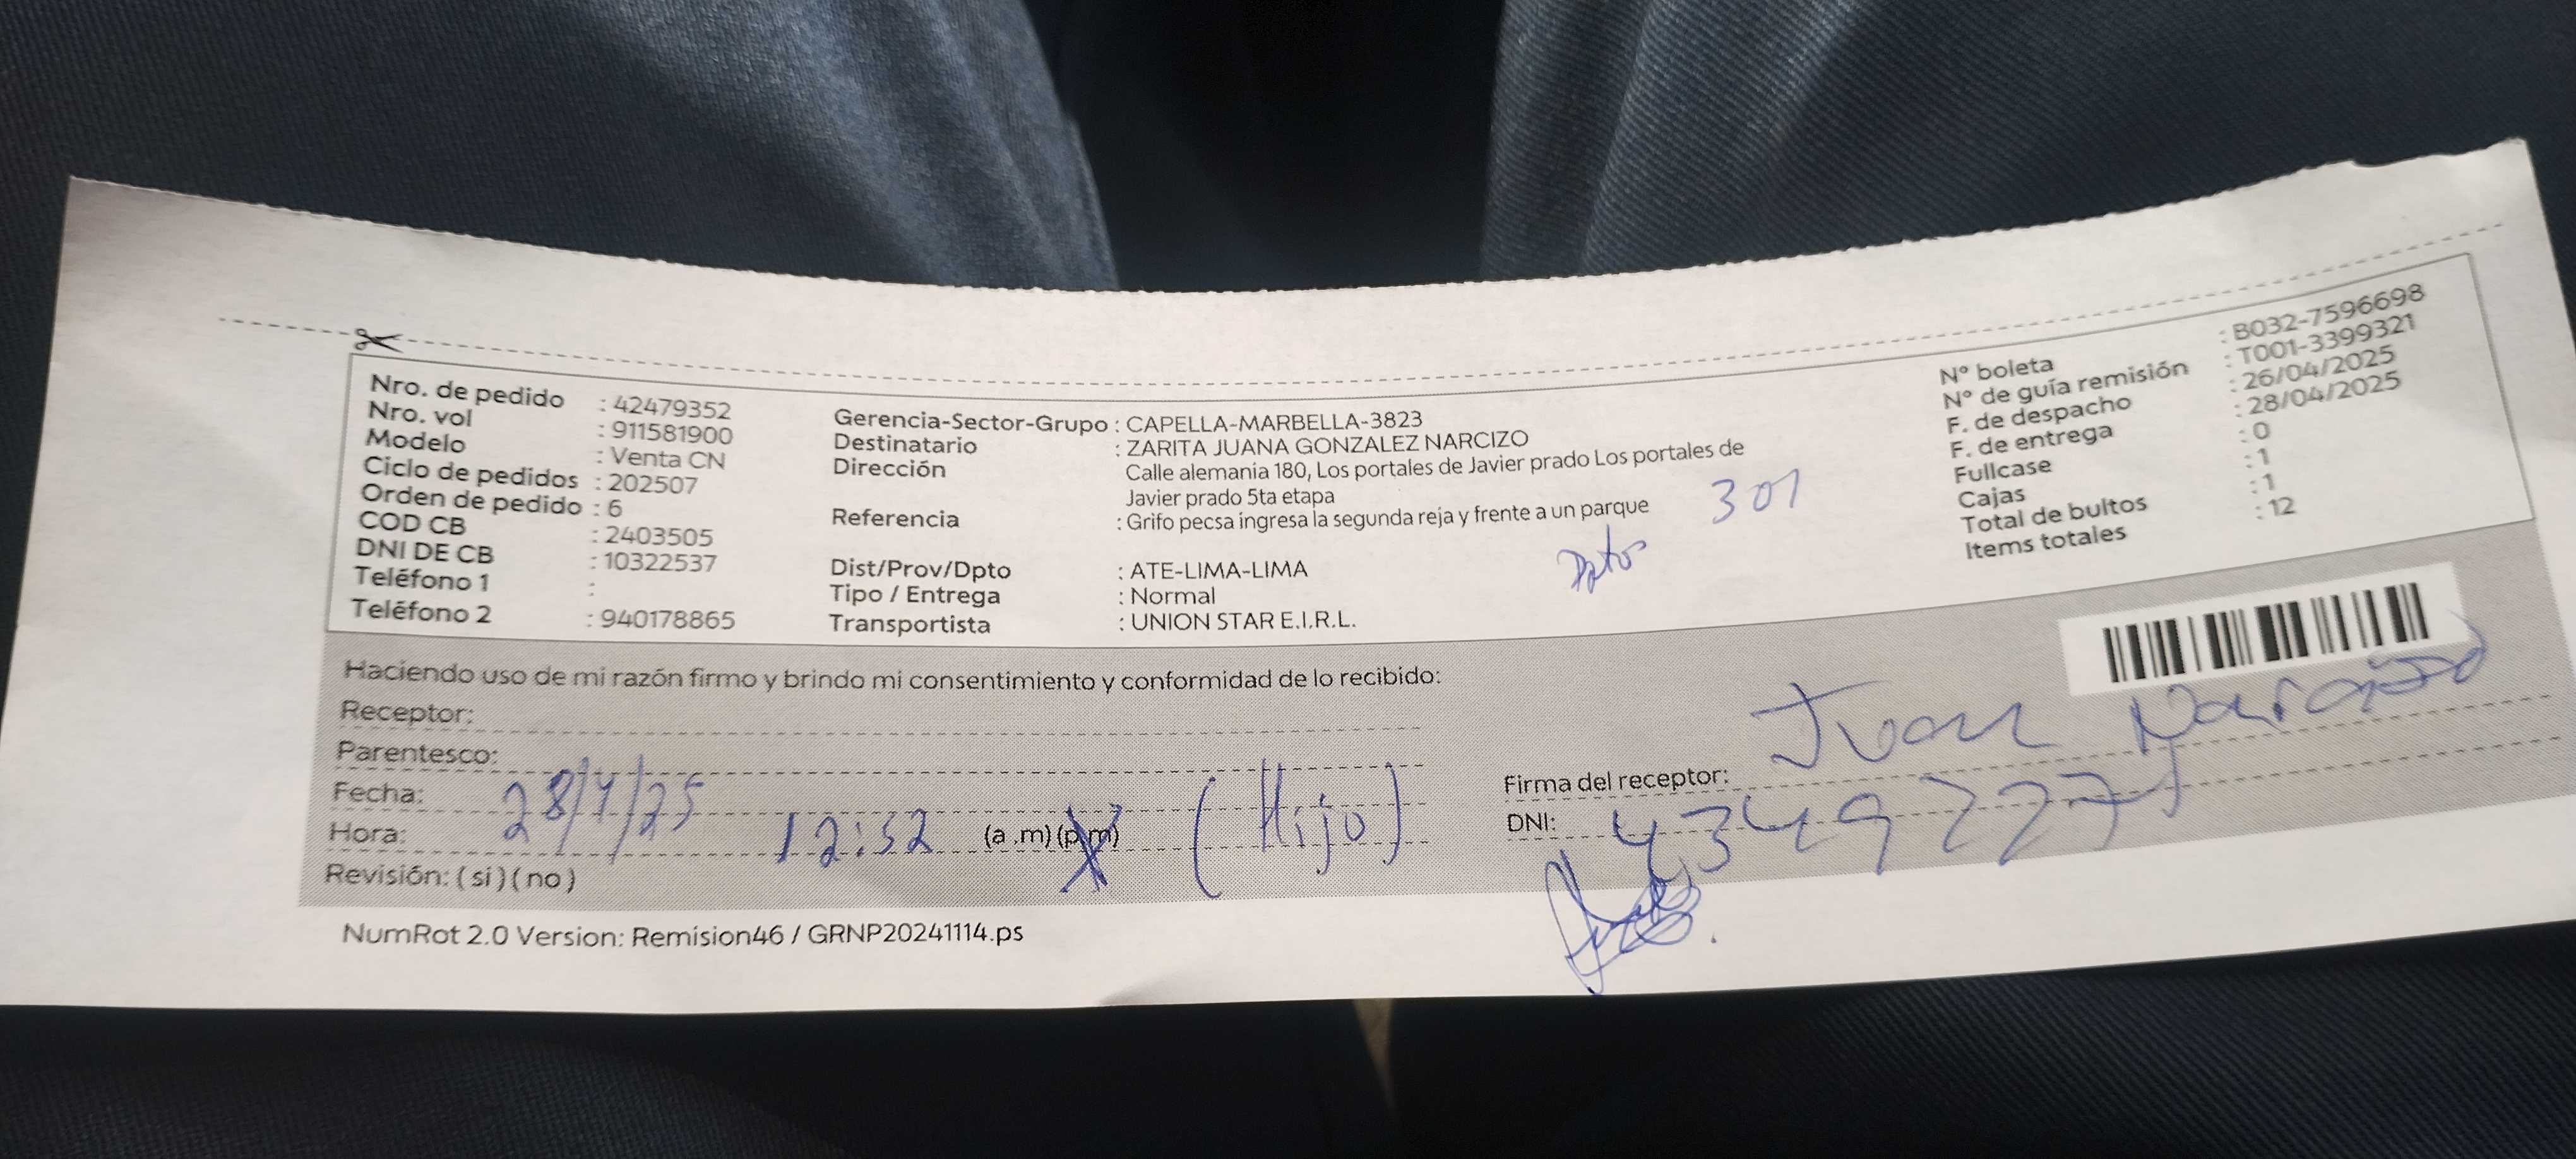 Nro. de pedido : 42479352
Nro. vol : 911581900
Modelo : Venta CN
Ciclo de pedidos : 202507
Orden de pedido : 6
COD CB : 2403505
DNI DE CB : 10322537
Teléfono 1 :
Teléfono 2 : 940178865
Gerencia-Sector-Grupo : CAPELLA-MARBELLA-3823
Destinatario : ZARITA JUANA GONZALEZ NARCIZO
Dirección Calle alemania 180, Los portales de Javier prado Los portales de
Javier prado 5ta etapa
Referencia : Grifo pecsa ingresa la segunda reja y frente a un parque
301
Dpto
Dist/Prov/Dpto : ATE-LIMA-LIMA
Tipo / Entrega : Normal
Transportista : UNION STAR E.I.R.L.
N° boleta : B032-7596698
N° de guía remisión : T001-3399321
F. de despacho : 26/04/2025
F. de entrega : 28/04/2025
Fullcase : 0
Cajas : 1
Total de bultos : 1
Items totales : 12
Haciendo uso de mi razón firmo y brindo mi consentimiento y conformidad de lo recibido:
Receptor:
Parentesco:
Fecha: 28/4/25
Hora: 12:52 (a .m) (p.m) (Hijo)
Revisión: ( si ) ( no )
Firma del receptor: Juan Narcizo
DNI:
NumRot 2.0 Version: Remision46 / GRNP20241114.ps